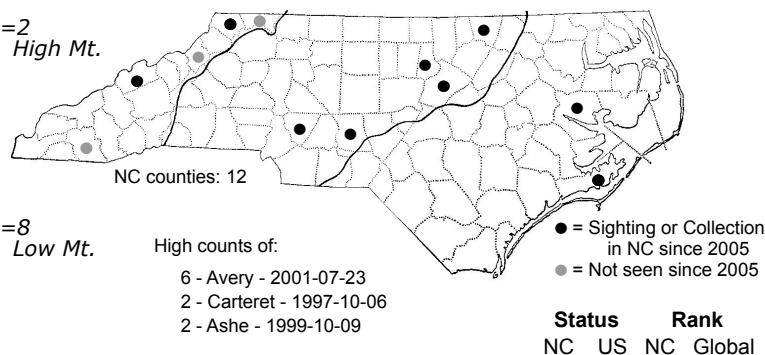 =2
High Mt.
NC counties: 12
=8
Low Mt.
High counts of:
6 - Avery - 2001-07-23
2 - Carteret - 1997-10-06
2 - Ashe - 1999-10-09
● = Sighting or Collection
in NC since 2005
● = Not seen since 2005
Status Rank
NC US NC Global